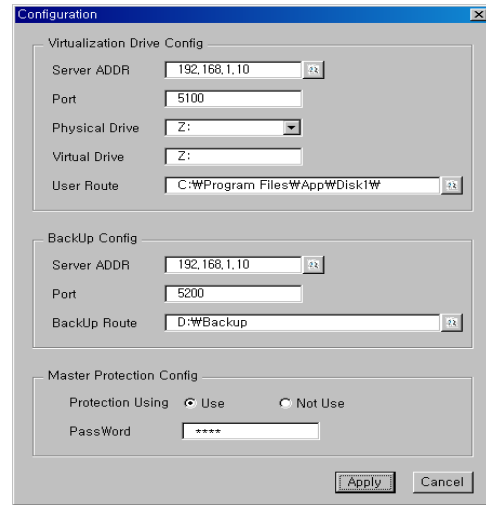 Configuration
Virtualization Drive Config
Server ADDR 192,168,1,10
Port 5100
Physical Drive Z:
Virtual Drive Z:
User Route C:₩Program Files₩App₩Disk1₩
BackUp Config
Server ADDR 192,168,1,10
Port 5200
BackUp Route D:₩Backup
Master Protection Config
Protection Using Use Not Use
PassWord ****
Apply Cancel